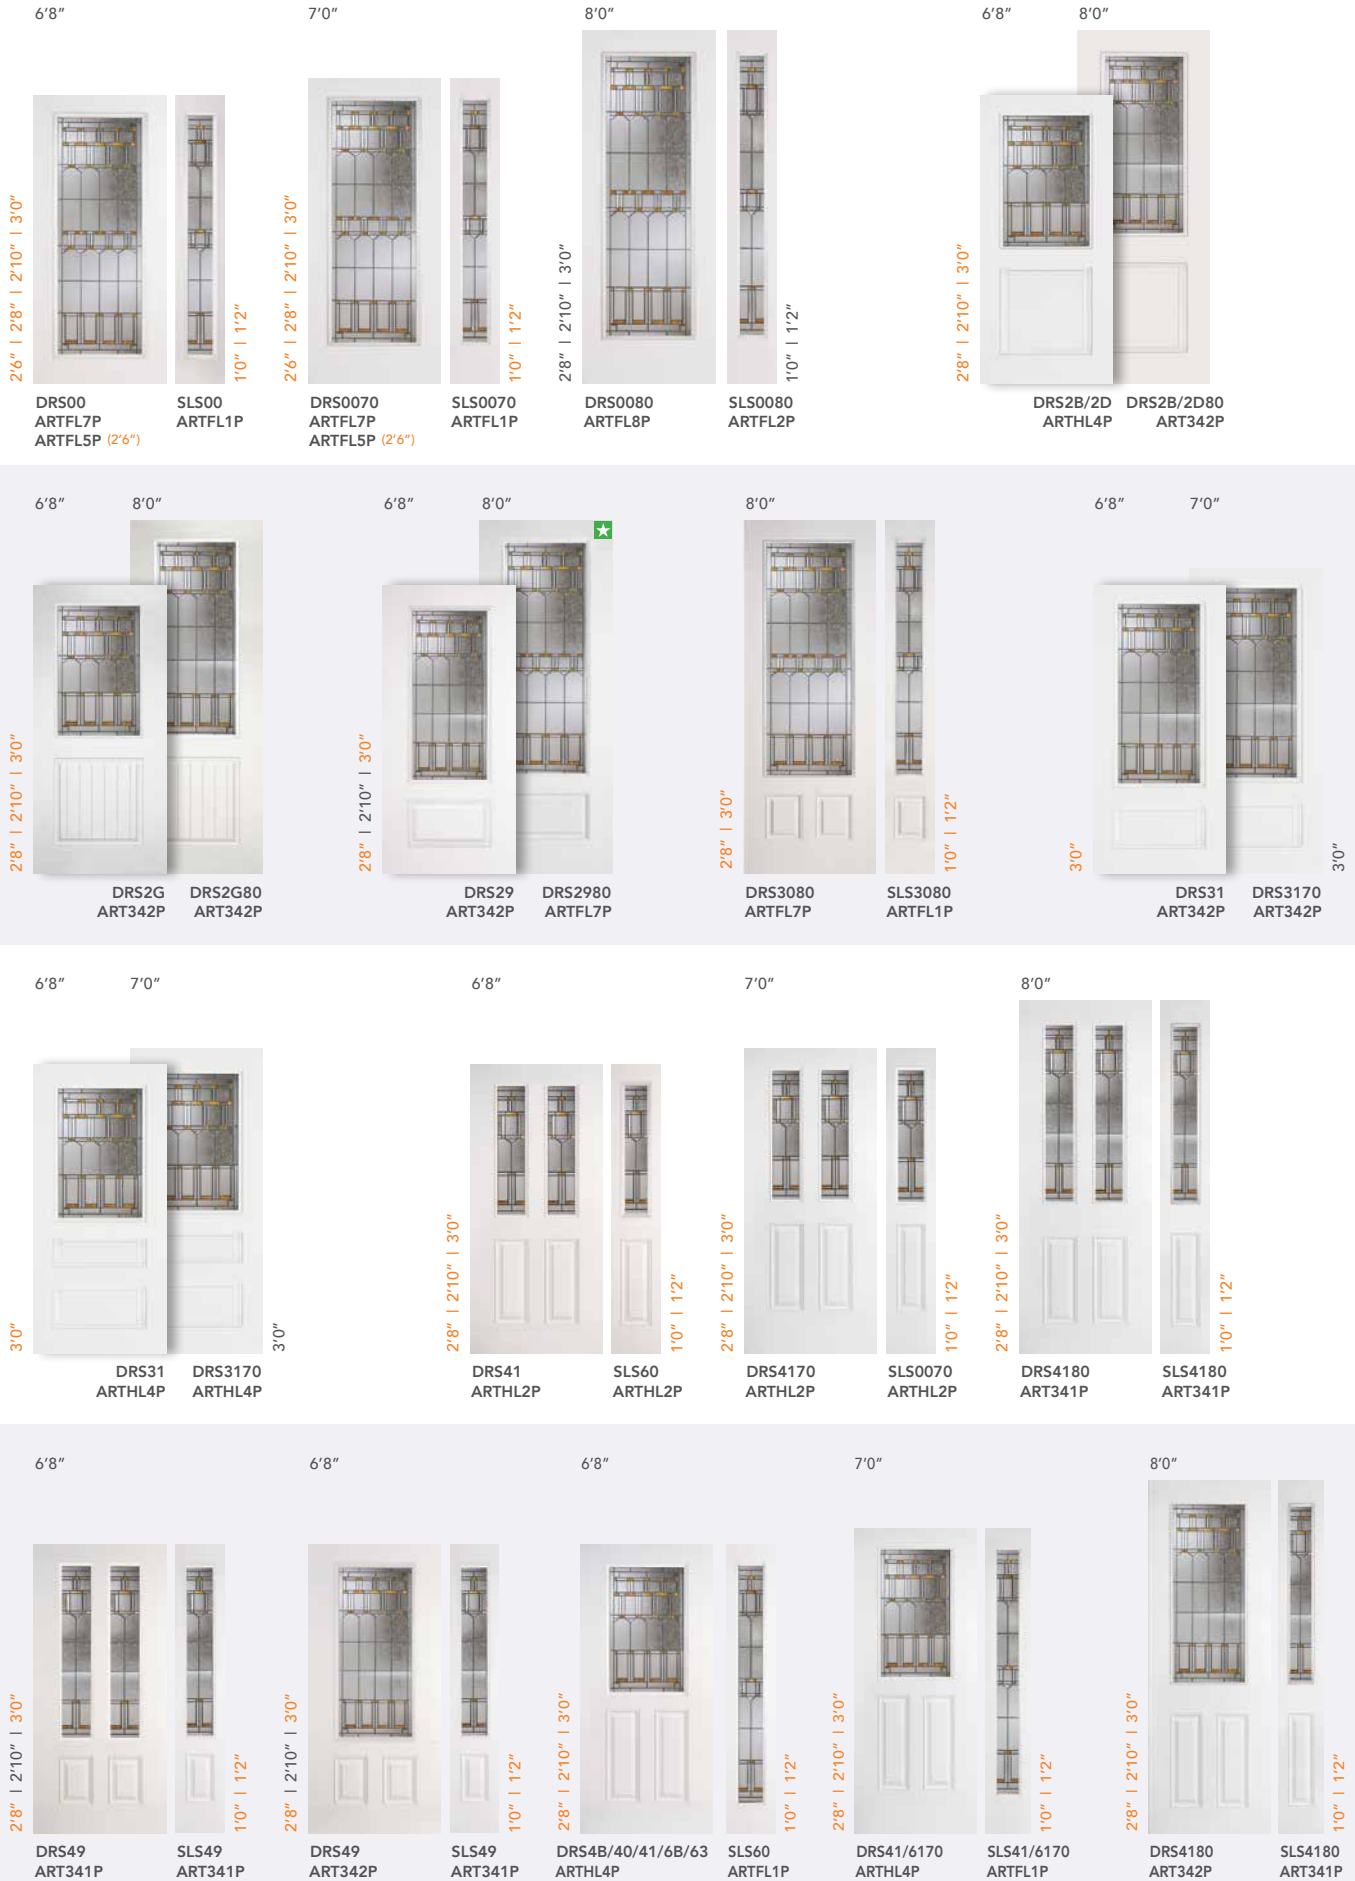 6'8"
7'0"
8'0"
6'8"
8'0"
2'6" | 2'8" | 2'10" | 3'0"
1'0" | 1'2"
2'6" | 2'8" | 2'10" | 3'0"
1'0" | 1'2"
2'8" | 2'10" | 3'0"
1'0" | 1'2"
2'8" | 2'10" | 3'0"
DRS00
ARTFL7P
ARTFL5P (2'6")
SLS00
ARTFL1P
DRS0070
ARTFL7P
ARTFL5P (2'6")
SLS0070
ARTFL1P
DRS0080
ARTFL8P
SLS0080
ARTFL2P
DRS2B/2D
ARTHL4P
DRS2B/2D80
ART342P
6'8"
8'0"
6'8"
8'0"
8'0"
6'8"
7'0"
2'8" | 2'10" | 3'0"
2'8" | 2'10" | 3'0"
2'8" | 3'0"
1'0" | 1'2"
3'0"
3'0"
DRS2G
ART342P
DRS2G80
ART342P
DRS29
ART342P
DRS2980
ARTFL7P
DRS3080
ARTFL7P
SLS3080
ARTFL1P
DRS31
ART342P
DRS3170
ART342P
6'8"
7'0"
6'8"
7'0"
8'0"
3'0"
3'0"
2'8" | 2'10" | 3'0"
1'0" | 1'2"
2'8" | 2'10" | 3'0"
1'0" | 1'2"
2'8" | 2'10" | 3'0"
1'0" | 1'2"
DRS31
ARTHL4P
DRS3170
ARTHL4P
DRS41
ARTHL2P
SLS60
ARTHL2P
DRS4170
ARTHL2P
SLS0070
ARTHL2P
DRS4180
ART341P
SLS4180
ART341P
6'8"
6'8"
6'8"
7'0"
8'0"
2'8" | 2'10" | 3'0"
1'0" | 1'2"
2'8" | 2'10" | 3'0"
1'0" | 1'2"
2'8" | 2'10" | 3'0"
1'0" | 1'2"
2'8" | 2'10" | 3'0"
1'0" | 1'2"
2'8" | 2'10" | 3'0"
1'0" | 1'2"
DRS49
ART341P
SLS49
ART341P
DRS49
ART342P
SLS49
ART341P
DRS4B/40/41/6B/63
ARTHL4P
SLS60
ARTFL1P
DRS41/6170
ARTHL4P
SLS41/6170
ARTFL1P
DRS4180
ART342P
SLS4180
ART341P